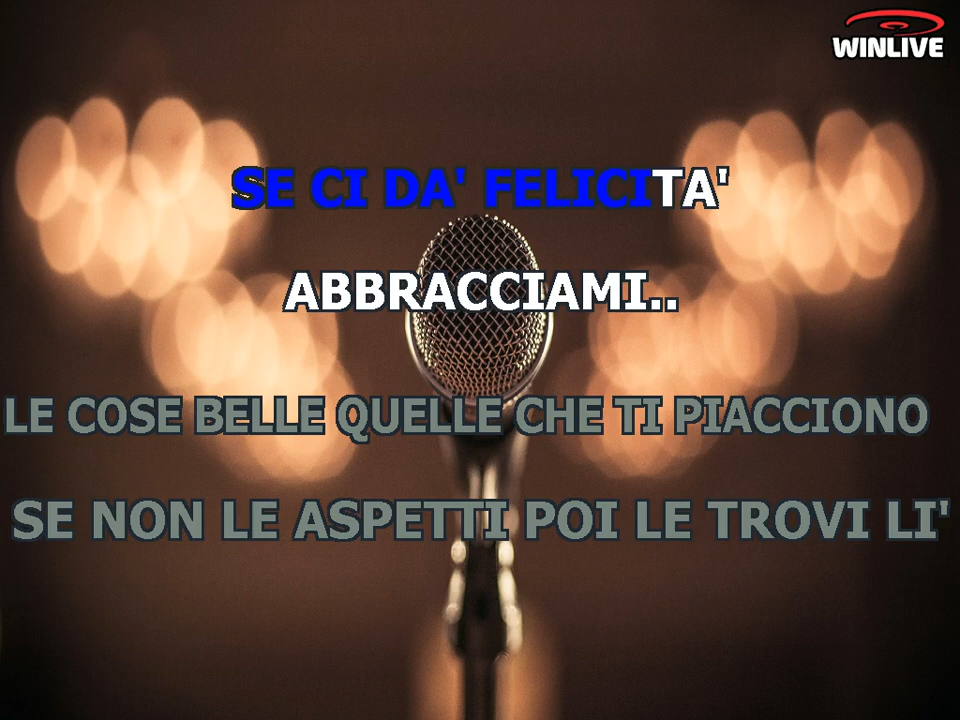 WINLIVE
SE CI DA' FELICITA'
ABBRACCIAMI..
LE COSE BELLE QUELLE CHE TI PIACCIONO
SE NON LE ASPETTI POI LE TROVI LI'